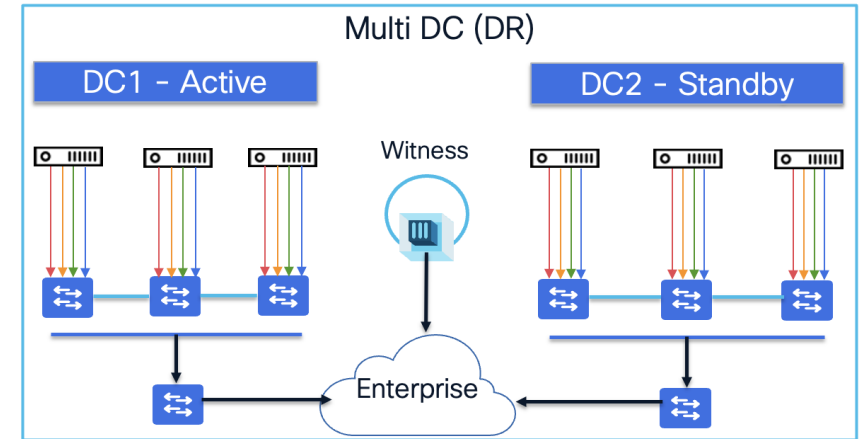 Multi DC (DR)
DC1 - Active
DC2 - Standby
Witness
Enterprise